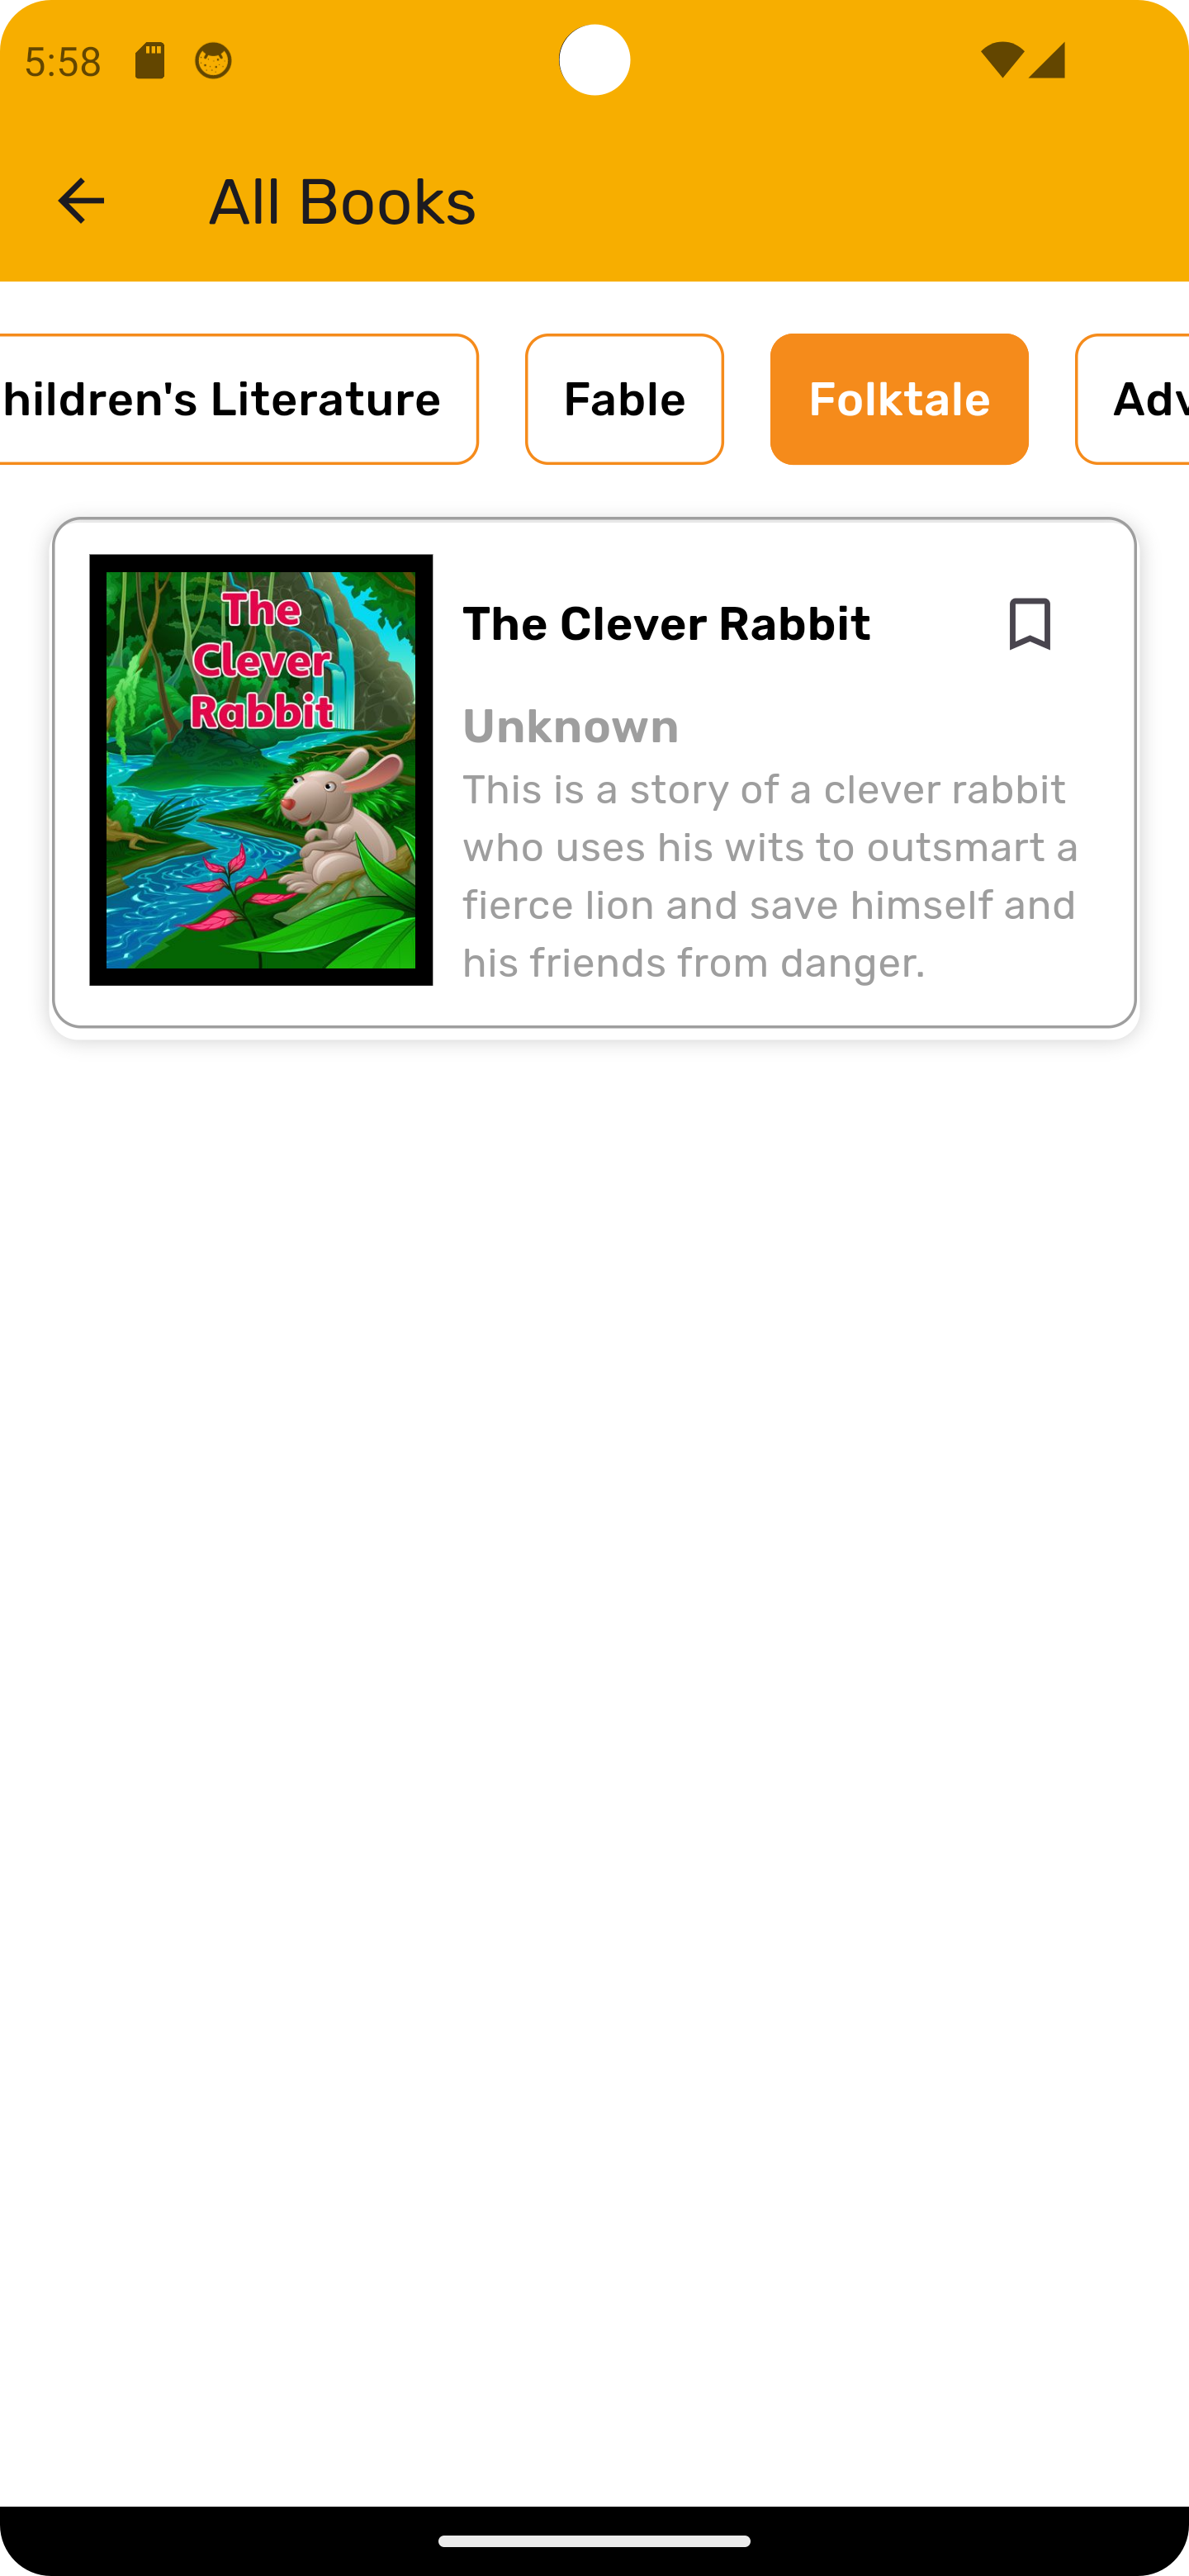 5:58
All Books
hildren's Literature
Fable
Folktale
Adv
The
Clever
Rabbit
The Clever Rabbit
Unknown
This is a story of a clever rabbit
who uses his wits to outsmart a
fierce lion and save himself and
his friends from danger.